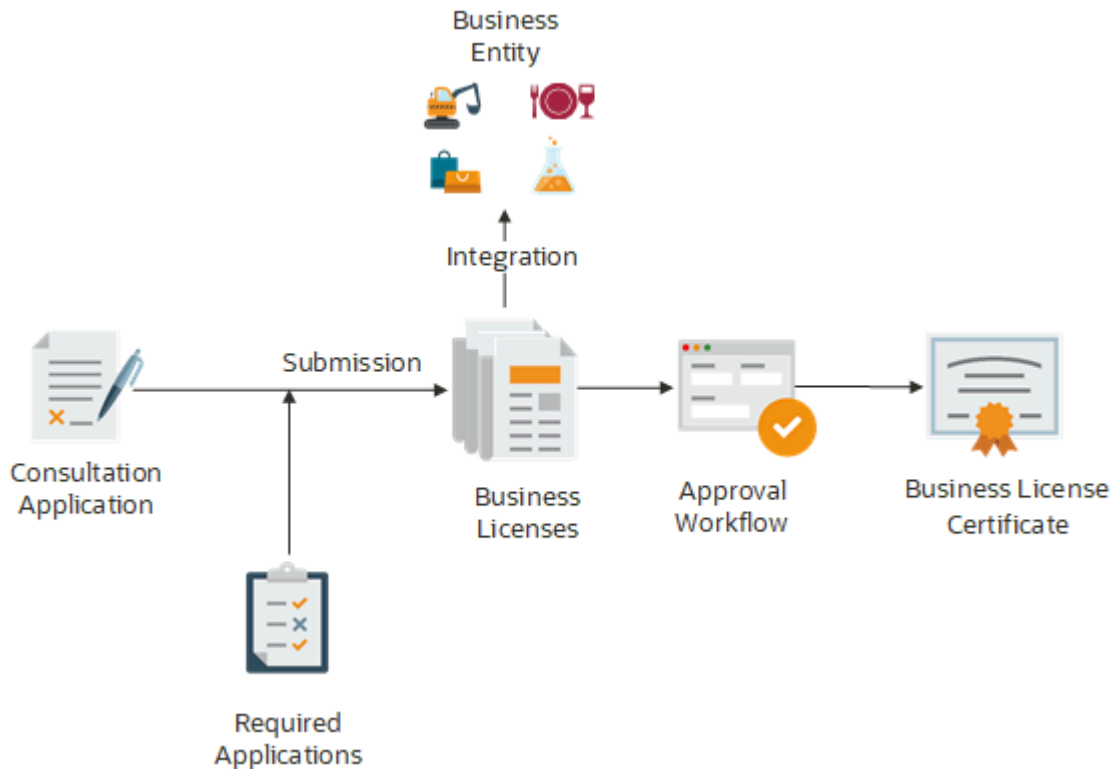 Business
Entity
Integration
Submission
Consultation
Application
Business
Licenses
Approval
Workflow
Business License
Certificate
Required
Applications